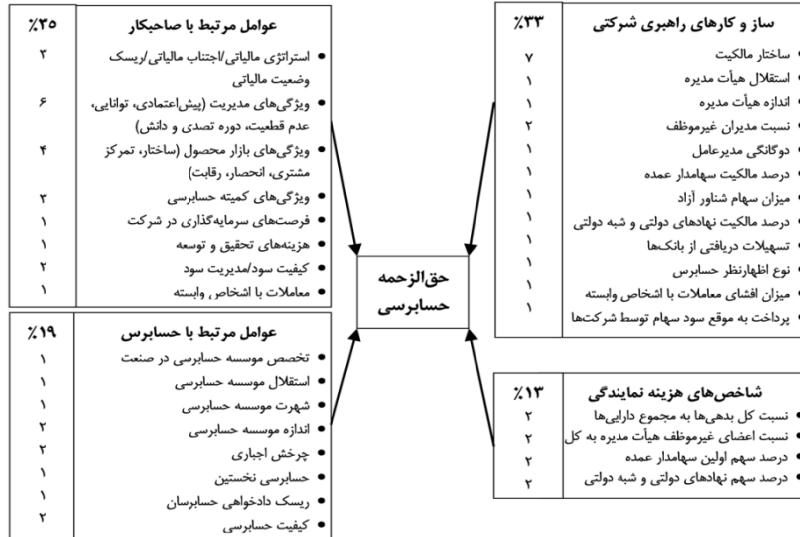 ساز و کارهای راهبری شرکتی ٪۳۳
• ساختار مالکیت ۷
• استقلال هیأت مدیره ۱
• اندازه هیأت مدیره ۱
• نسبت مدیران غیرموظف ۲
• دوگانگی مدیرعامل ۱
• درصد مالکیت سهامدار عمده ۱
• میزان سهام شناور آزاد ۱
• درصد مالکیت نهادهای دولتی و شبه دولتی ۱
• تسهیلات دریافتی از بانک‌ها ۱
• نوع اظهارنظر حسابرس ۱
• میزان افشای معاملات با اشخاص وابسته ۱
• پرداخت به موقع سود سهام توسط شرکت‌ها ۱
عوامل مرتبط با صاحبکار ٪۳۵
• استراتژی مالیاتی/اجتناب مالیاتی/ریسک ۲
وضعیت مالیاتی
• ویژگی‌های مدیریت (پیش‌اعتمادی، توانایی، ۶
عدم قطعیت، دوره تصدی و دانش)
• ویژگی‌های بازار محصول (ساختار، تمرکز ۴
مشتری، انحصار، رقابت)
• ویژگی‌های کمیته حسابرسی ۳
• فرصت‌های سرمایه‌گذاری در شرکت ۱
• هزینه‌های تحقیق و توسعه ۱
• کیفیت سود/مدیریت سود ۲
• معاملات با اشخاص وابسته ۱
حق‌الزحمه
حسابرسی
شاخص‌های هزینه نمایندگی ٪۱۳
• نسبت کل بدهی‌ها به مجموع دارایی‌ها ۲
• نسبت اعضای غیرموظف هیأت مدیره به کل ۲
• درصد سهم اولین سهامدار عمده ۲
• درصد سهم نهادهای دولتی و شبه دولتی ۲
عوامل مرتبط با حسابرس ٪۱۹
• تخصص موسسه حسابرسی در صنعت ۱
• استقلال موسسه حسابرسی ۱
• شهرت موسسه حسابرسی ۱
• اندازه موسسه حسابرسی ۲
• چرخش اجباری ۲
• حسابرسی نخستین ۱
• ریسک دادخواهی حسابرسان ۱
• کیفیت حسابرسی ۲